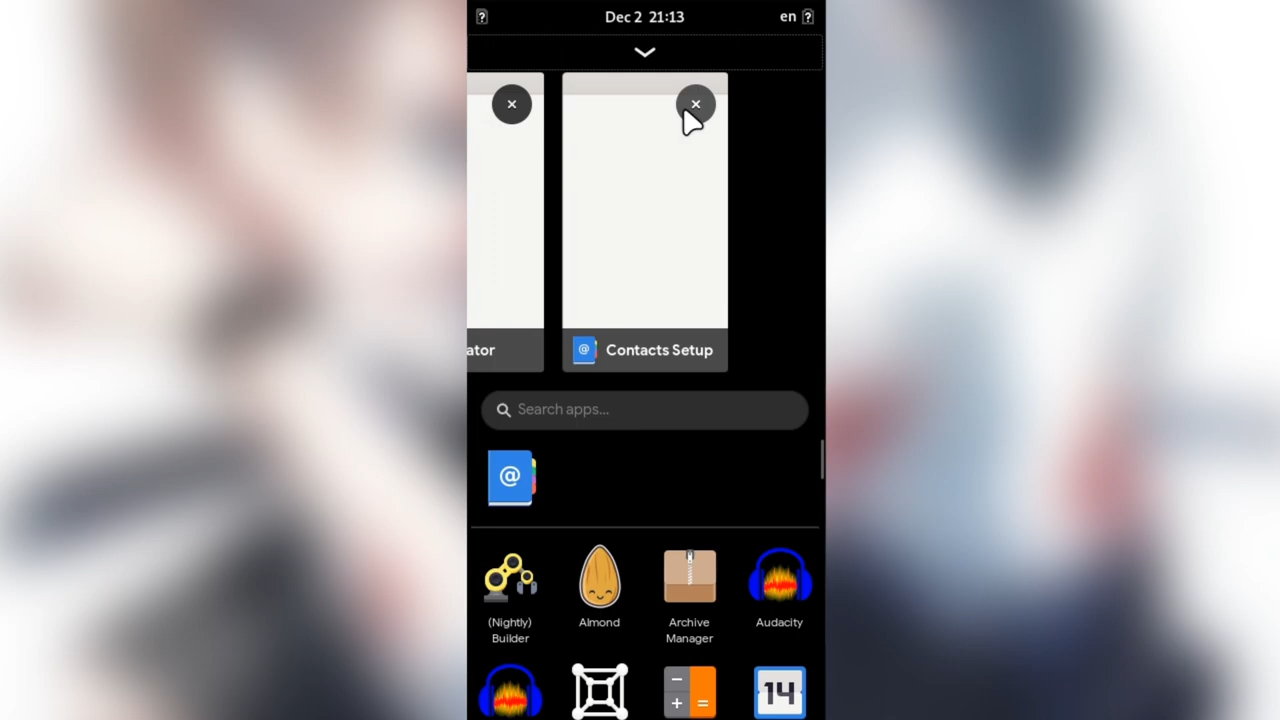 Dec 2 21:13
en
ator
Contacts Setup
Search apps...
(Nightly)
Builder
Almond
Archive
Manager
Audacity
14